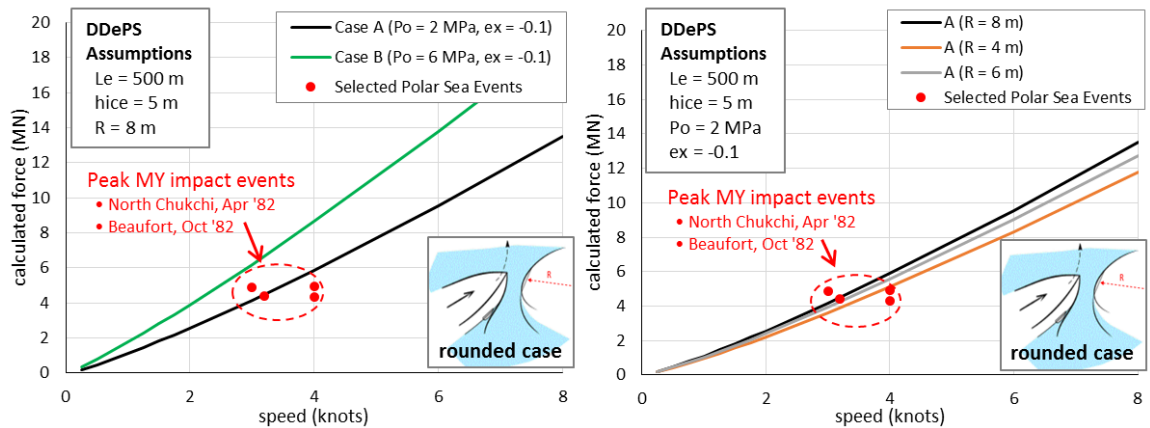 20
18
16
14
12
10
8
6
4
2
0
calculated force (MN)
DDePS
Assumptions
Le = 500 m
hice = 5 m
R = 8 m
Case A (Po = 2 MPa, ex = -0.1)
Case B (Po = 6 MPa, ex = -0.1)
Selected Polar Sea Events
Peak MY impact events
• North Chukchi, Apr '82
• Beaufort, Oct '82
R
rounded case
0 2 4 6 8
speed (knots)
20
18
16
14
12
10
8
6
4
2
0
calculated force (MN)
DDePS
Assumptions
Le = 500 m
hice = 5 m
Po = 2 MPa
ex = -0.1
A (R = 8 m)
A (R = 4 m)
A (R = 6 m)
Selected Polar Sea Events
Peak MY impact events
• North Chukchi, Apr '82
• Beaufort, Oct '82
R
rounded case
0 2 4 6 8
speed (knots)